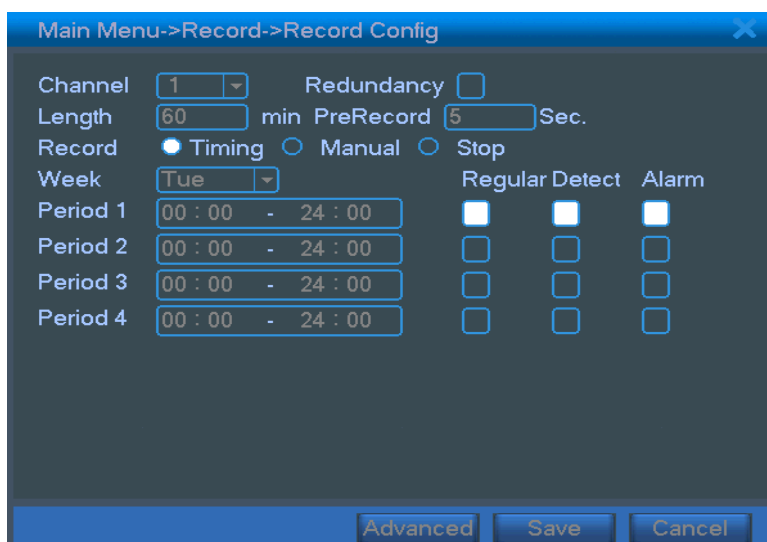 Main Menu->Record->Record Config
Channel 1 Redundancy
Length 60 min PreRecord 5 Sec.
Record Timing Manual Stop
Week Tue Regular Detect Alarm
Period 1 00 : 00 - 24 : 00
Period 2 00 : 00 - 24 : 00
Period 3 00 : 00 - 24 : 00
Period 4 00 : 00 - 24 : 00
Advanced Save Cancel